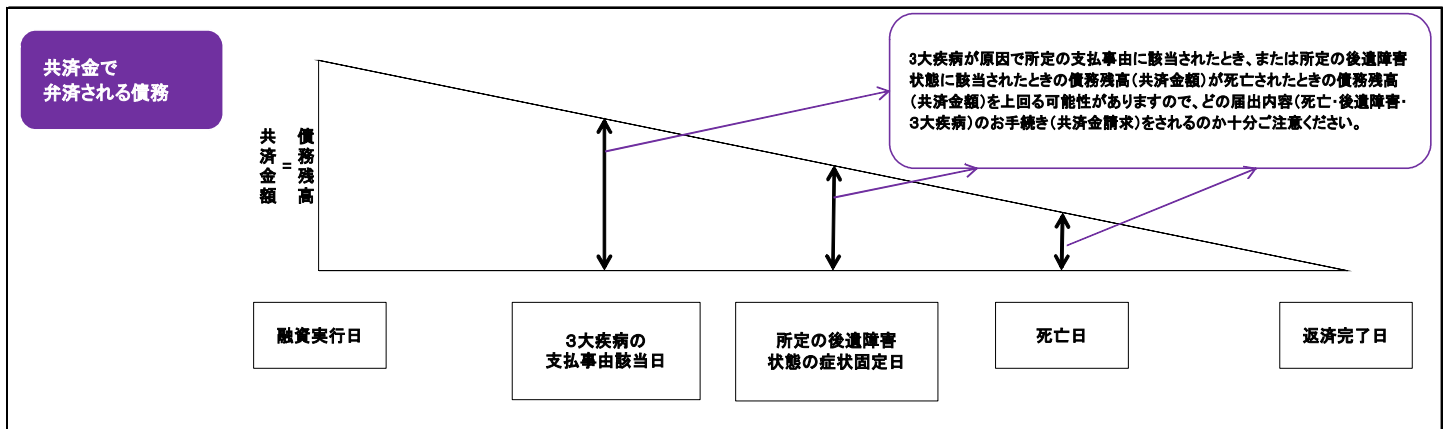 共済金で
弁済される債務
3大疾病が原因で所定の支払事由に該当されたとき、または所定の後遺障害
状態に該当されたときの債務残高(共済金額)が死亡されたときの債務残高
(共済金額)を上回る可能性がありますので、どの届出内容(死亡・後遺障害・
３大疾病)のお手続き(共済金請求)をされるのか十分ご注意ください。
共済金額
=
債務残高
融資実行日
３大疾病の
支払事由該当日
所定の後遺障害
状態の症状固定日
死亡日
返済完了日